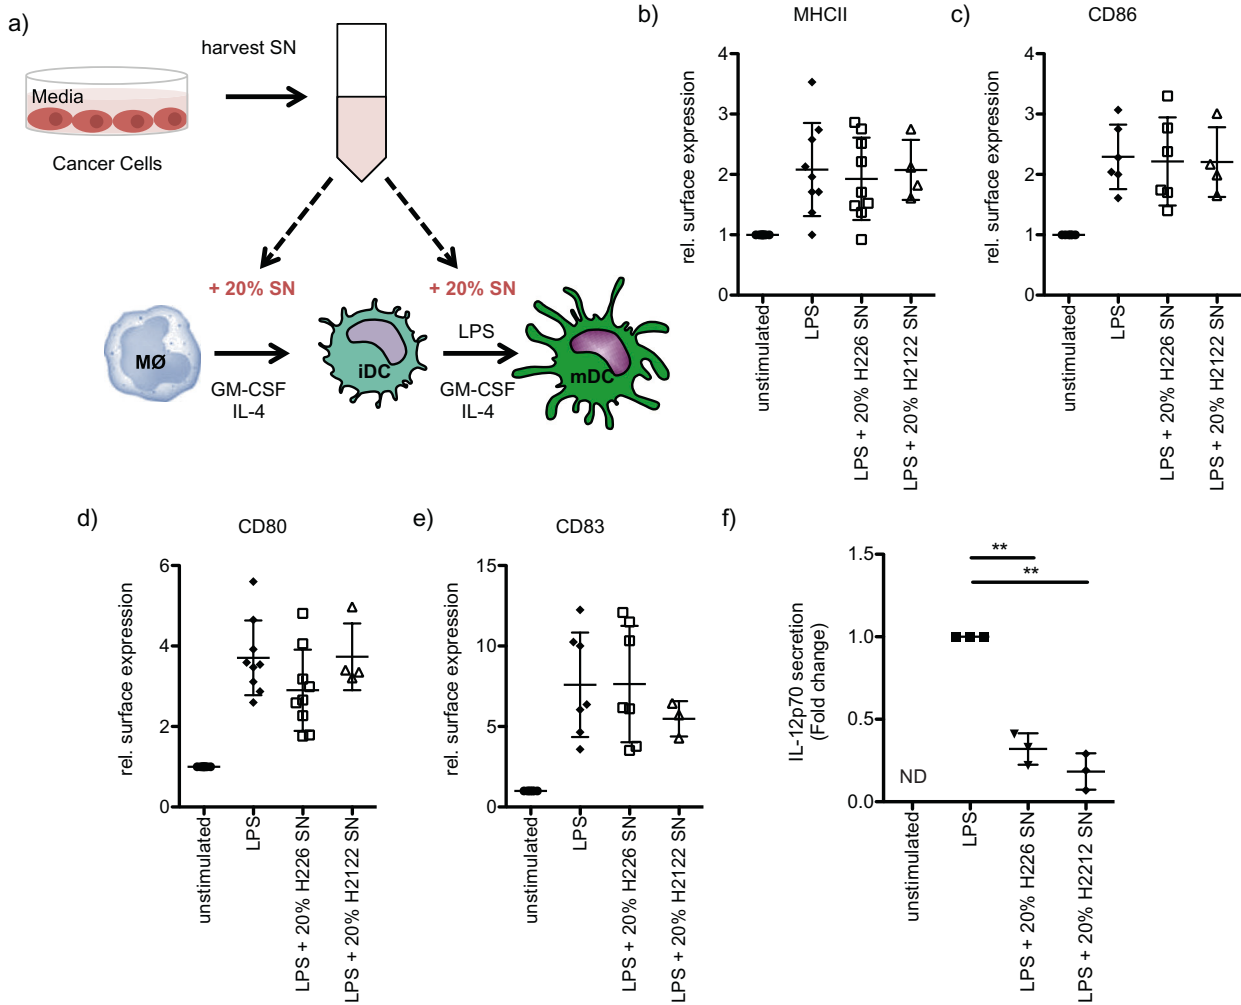 a)
harvest SN
Media
Cancer Cells
+ 20% SN
+ 20% SN
MØ
GM-CSF
IL-4
iDC
LPS
GM-CSF
IL-4
mDC
b)
MHCII
rel. surface expression
4
3
2
1
0
unstimulated
LPS
LPS + 20% H226 SN
LPS + 20% H2122 SN
c)
CD86
rel. surface expression
4
3
2
1
0
unstimulated
LPS
LPS + 20% H226 SN
LPS + 20% H2122 SN
d)
CD80
rel. surface expression
6
4
2
0
unstimulated
LPS
LPS + 20% H226 SN
LPS + 20% H2122 SN
e)
CD83
rel. surface expression
15
10
5
0
unstimulated
LPS
LPS + 20% H226 SN
LPS + 20% H2122 SN
f)
IL-12p70 secretion
(Fold change)
1.5
1.0
0.5
0.0
**
**
ND
unstimulated
LPS
LPS + 20% H226 SN
LPS + 20% H2212 SN